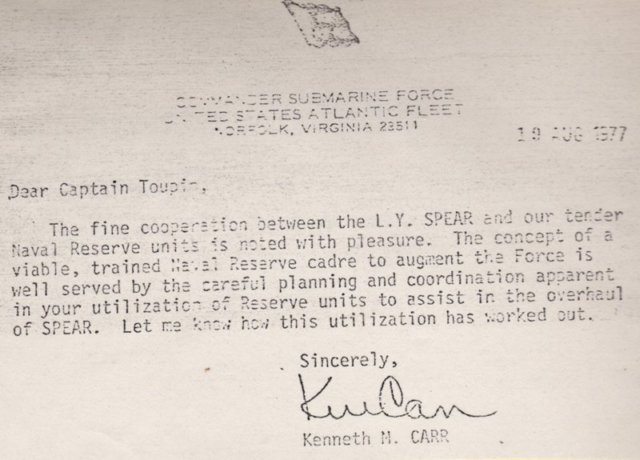 COMMANDER SUBMARINE FORCE
UNITED STATES ATLANTIC FLEET
NORFOLK, VIRGINIA 23511
19 AUG 1977
Dear Captain Toupin,
The fine cooperation between the L.Y. SPEAR and our tender
Naval Reserve units is noted with pleasure. The concept of a
viable, trained Naval Reserve cadre to augment the Force is
well served by the careful planning and coordination apparent
in your utilization of Reserve units to assist in the overhaul
of SPEAR. Let me know how this utilization has worked out.
Sincerely,
Kenneth M. CARR